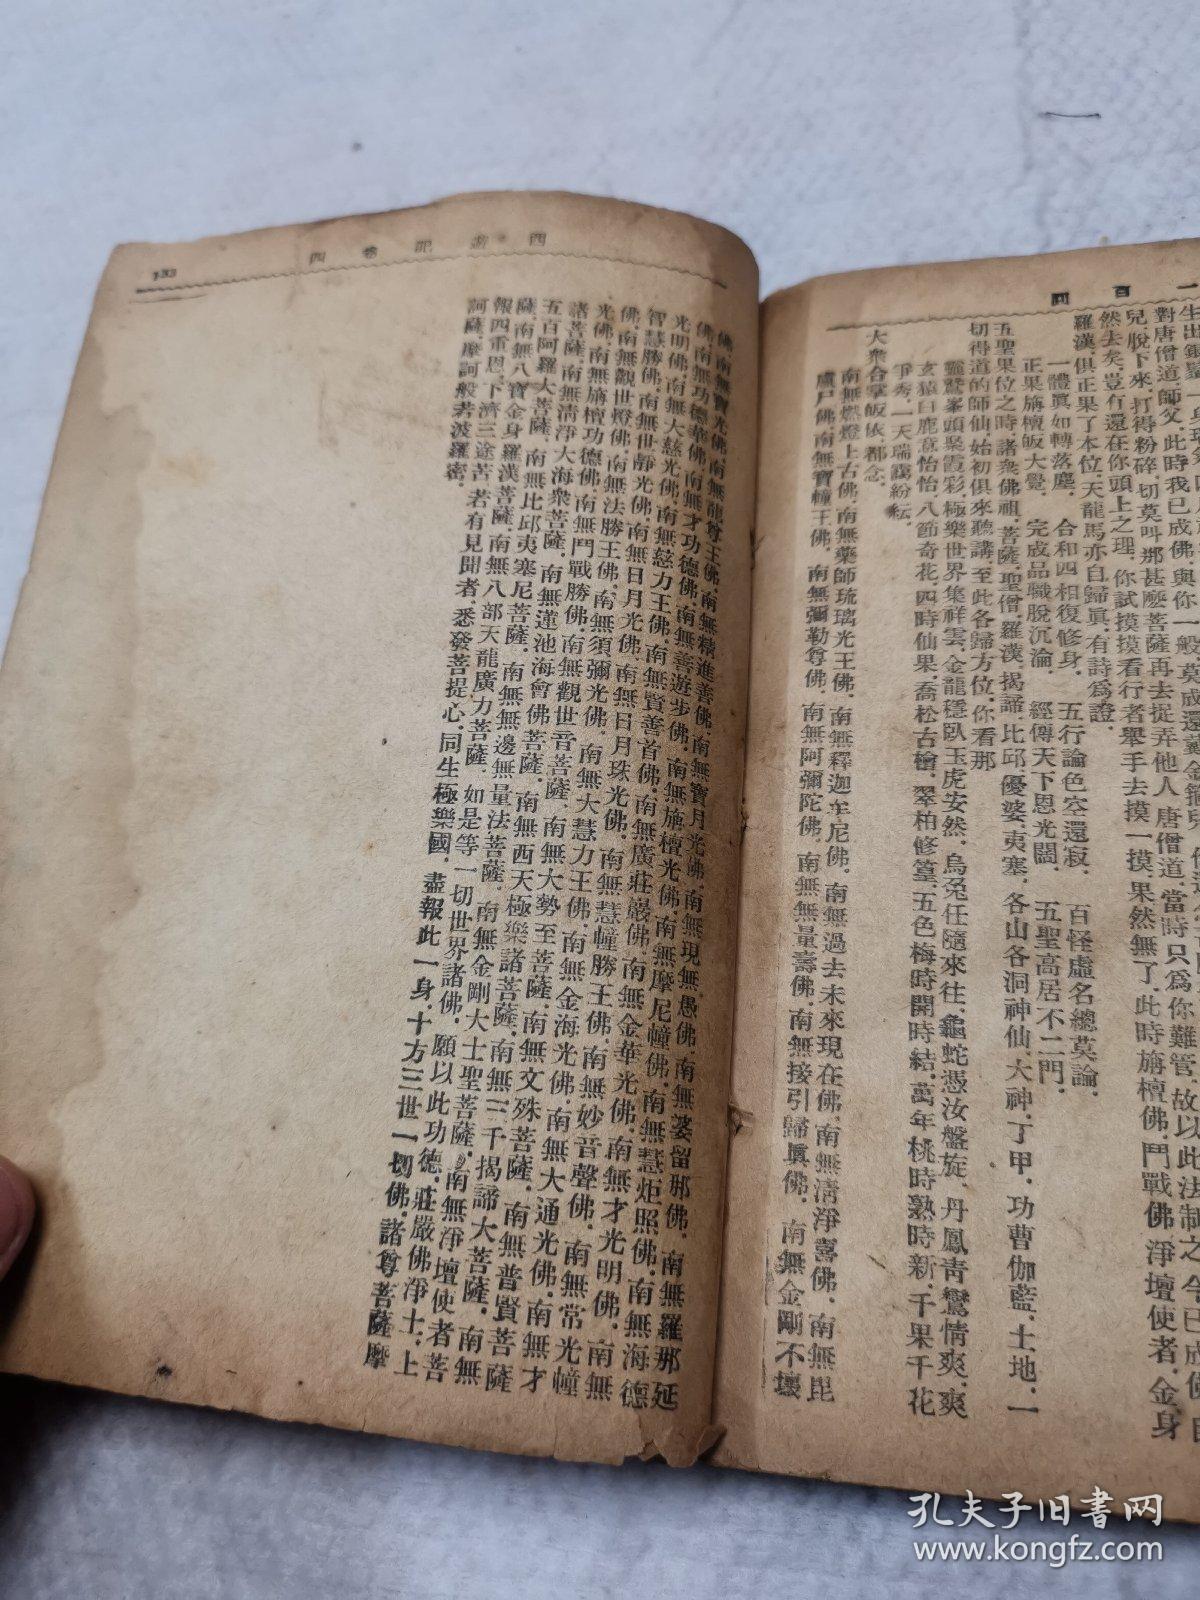 一百回
對唐僧道，師父，此時我已成佛，與你一般，莫成還戴金箍
兒，脫下來，打得粉碎，切莫叫那甚麽菩薩再去捉弄他人，唐僧道，當時只爲你難管，故以此法制之，今已成佛，自
然去矣，豈有還在你頭上之理，你試摸摸看，行者舉手去摸一摸，果然無了，此時旃檀佛，鬥戰佛，淨壇使者，金身
羅漢，俱正果了本位，天龍馬亦自歸眞，有詩爲證，
一體眞如轉落塵，　合和四相復修身，　五行論色空還寂，　百怪虛名總莫論，
正果旃檀皈大覺，　完成品職脫沉淪，　經傳天下恩光闊，　五聖高居不二門，
五聖果位之時，諸衆佛祖，菩薩，聖僧，羅漢，揭諦，比邱，優婆，夷塞，各山各洞神仙，大神，丁甲，功曹，伽藍，土地，一
切得道的師仙，始初俱來聽講，至此各歸方位，你看那
靈鷲峯頭聚霞彩，極樂世界集祥雲，金龍穩臥，玉虎安然，烏兔任隨來往，龜蛇憑汝盤旋，丹鳳青鸞情爽爽，
玄猿白鹿意怡怡，八節奇花，四時仙果，喬松古檜，翠柏修篁，五色梅時開時結，萬年桃時熟時新，千果千花
爭秀，一天瑞靄紛紜，
大衆合掌皈依，都念，
南無燃燈上古佛，南無藥師琉璃光王佛，南無釋迦牟尼佛，南無過去未來現在佛，南無淸淨喜佛，南無毘
盧尸佛，南無寶幢王佛，南無彌勒尊佛，南無阿彌陀佛，南無無量壽佛，南無接引歸眞佛，南無金剛不壞
西遊記卷四
133
佛，南無寶光佛，南無龍尊王佛，南無精進善佛，南無寶月光佛，南無現無愚佛，南無婆留那佛，南無羅那延
佛，南無功德華佛，南無才功德佛，南無善遊步佛，南無旃檀光佛，南無摩尼幢佛，南無慧炬照佛，南無海德
光明佛，南無大慈光佛，南無慈力王佛，南無賢善首佛，南無廣莊嚴佛，南無金華光佛，南無才光明佛，南無
智慧勝佛，南無世靜光佛，南無日月光佛，南無日月珠光佛，南無慧幢勝王佛，南無妙音聲佛，南無常光幢
佛，南無觀世燈佛，南無法勝王佛，南無須彌光佛，南無大慧力王佛，南無金海光佛，南無大通光佛，南無才
光佛，南無旃檀功德佛，南無鬥戰勝佛，南無觀世音菩薩，南無大勢至菩薩，南無文殊菩薩，南無普賢菩薩
諸菩薩，南無淸淨大海衆菩薩，南無蓮池海會佛菩薩，南無西天極樂諸菩薩，南無三千揭諦大菩薩，南無
五百阿羅大菩薩，南無比邱夷塞尼菩薩，南無無邊無量法菩薩，南無金剛大士聖菩薩，南無淨壇使者菩
薩，南無八寶金身羅漢菩薩，南無八部天龍廣力菩薩，如是等一切世界諸佛，願以此功德，莊嚴佛淨土，上
報四重恩，下濟三途苦，若有見聞者，悉發菩提心，同生極樂國，盡報此一身，十方三世一切佛，諸尊菩薩摩
訶薩，摩訶般若波羅密，
孔夫子旧书网
www.kongfz.com